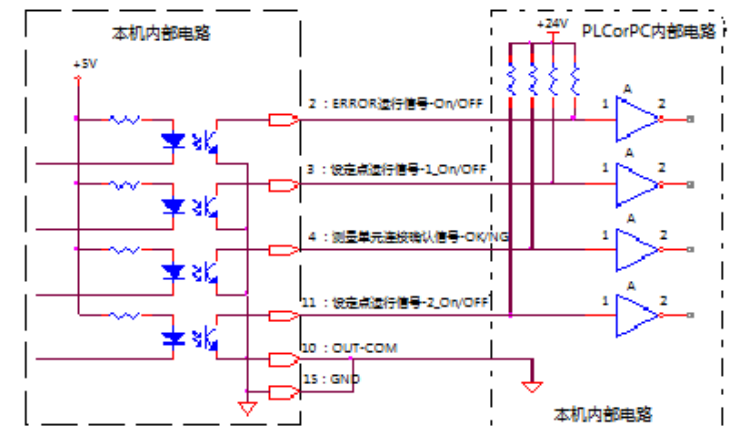 本机内部电路
+24V
PLCorPC内部电路
+5V
2：ERROR运行信号-On/OFF
1 A 2
3：设定点运行信号-1_On/OFF
1 A 2
4：测量单元连接确认信号-OK/NG
1 A 2
11：设定点运行信号-2_On/OFF
1 A 2
10：OUT-COM
15：GND
本机内部电路